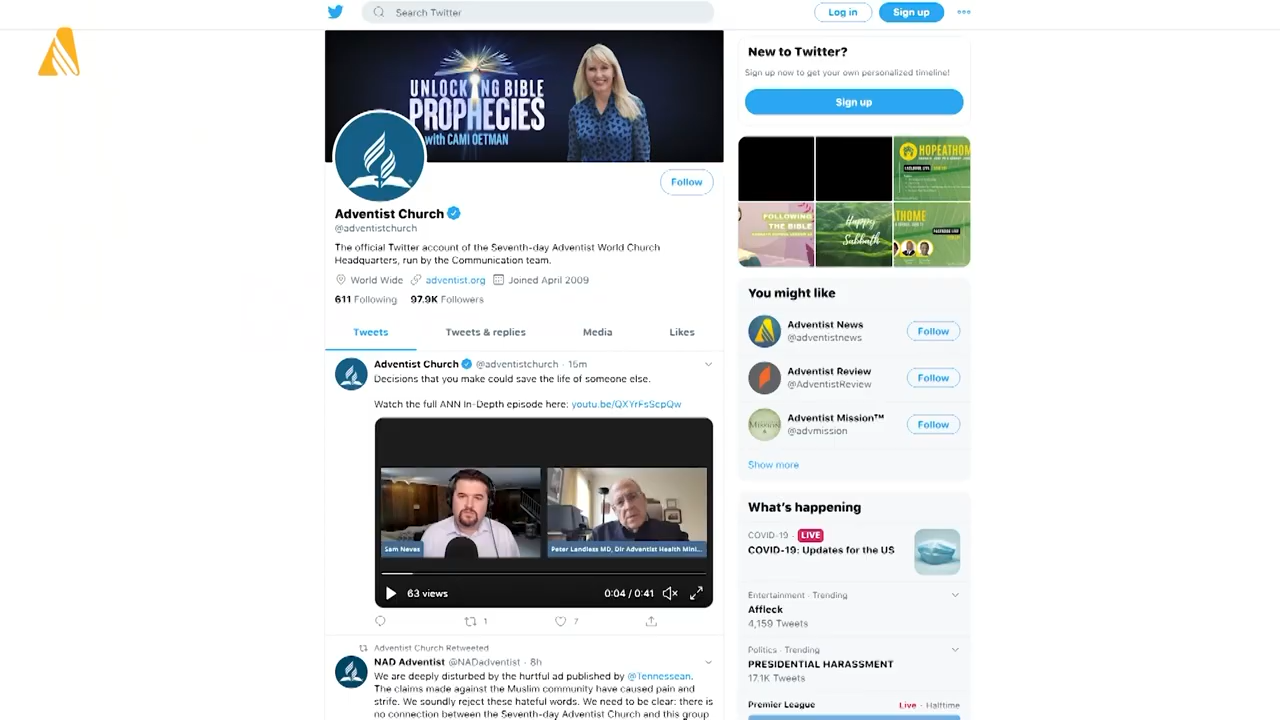 Search Twitter
Log in
Sign up
UNLOCKING BIBLE
PROPHECIES
with CAMI OETMAN
Follow
Adventist Church
@adventistchurch
The official Twitter account of the Seventh-day Adventist World Church
Headquarters, run by the Communication team.
World Wide adventist.org Joined April 2009
611 Following 97.9K Followers
Tweets Tweets & replies Media Likes
Adventist Church @adventistchurch · 15m
Decisions that you make could save the life of someone else.
Watch the full ANN In-Depth episode here: youtu.be/QXYrFsScpQw
Sam Neves
Peter Landless MD, Dir Adventist Health Mini...
63 views
0:04 / 0:41
1
7
Adventist Church Retweeted
NAD Adventist @NADadventist · 8h
We are deeply disturbed by the hurtful ad published by @Tennessean.
The claims made against the Muslim community have caused pain and
strife. We soundly reject these hateful words. We need to be clear: there is
no connection between the Seventh-day Adventist Church and this group
New to Twitter?
Sign up now to get your own personalized timeline!
Sign up
HOPEATHOM
FOLLOWING
THE BIBLE
Happy
Sabbath
THOME
FACEBOOK LIVE
You might like
Adventist News
@adventistnews
Follow
Adventist Review
@AdventistReview
Follow
Adventist Mission™
@advmission
Follow
Mission
Show more
What's happening
COVID-19 · LIVE
COVID-19: Updates for the US
Entertainment · Trending
Affleck
4,159 Tweets
Politics · Trending
PRESIDENTIAL HARASSMENT
17.1K Tweets
Premier League
Live · Halftime